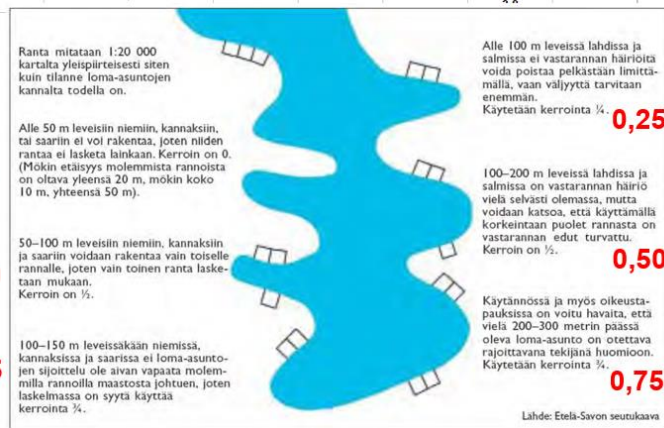 Ranta mitataan 1:20 000
kartalta yleispiirteisesti siten
kuin tilanne loma-asuntojen
kannalta todella on.
Alle 50 m leveisiin niemiin, kannaksiin,
tai saariin ei voi rakentaa, joten niiden
rantaa ei lasketa lainkaan. Kerroin on 0.
(Mökin etäisyys molemmista rannoista
on oltava yleensä 20 m, mökin koko
10 m, yhteensä 50 m).
50–100 m leveisiin niemiin, kannaksiin
ja saariin voidaan rakentaa vain toiselle
rannalle, joten vain toinen ranta laske-
taan mukaan.
Kerroin on ½.
100–150 m leveissäkään niemissä,
kannaksissa ja saarissa ei loma-asunto-
jen sijoittelu ole aivan vapaata molem-
milla rannoilla maastosta johtuen, joten
laskelmassa on syytä käyttää
kerrointa ¾.
Alle 100 m leveissä lahdissa ja
salmissa ei vastarannan häiriöitä
voida poistaa pelkästään limittä-
mällä, vaan väljyyttä tarvitaan
enemmän.
Käytetään kerrointa ¼.
0,25
100–200 m leveissä lahdissa ja
salmissa on vastarannan häiriö
vielä selvästi olemassa, mutta
voidaan katsoa, että käyttämällä
korkeintaan puolet rannasta on
vastarannan edut turvattu.
Kerroin on ½.
0,50
Käytännössä ja myös oikeusta-
pauksissa on voitu havaita, että
vielä 200–300 metrin päässä
oleva loma-asunto on otettava
rajoittavana tekijänä huomioon.
Käytetään kerrointa ¾.
0,75
Lähde: Etelä-Savon seutukaava